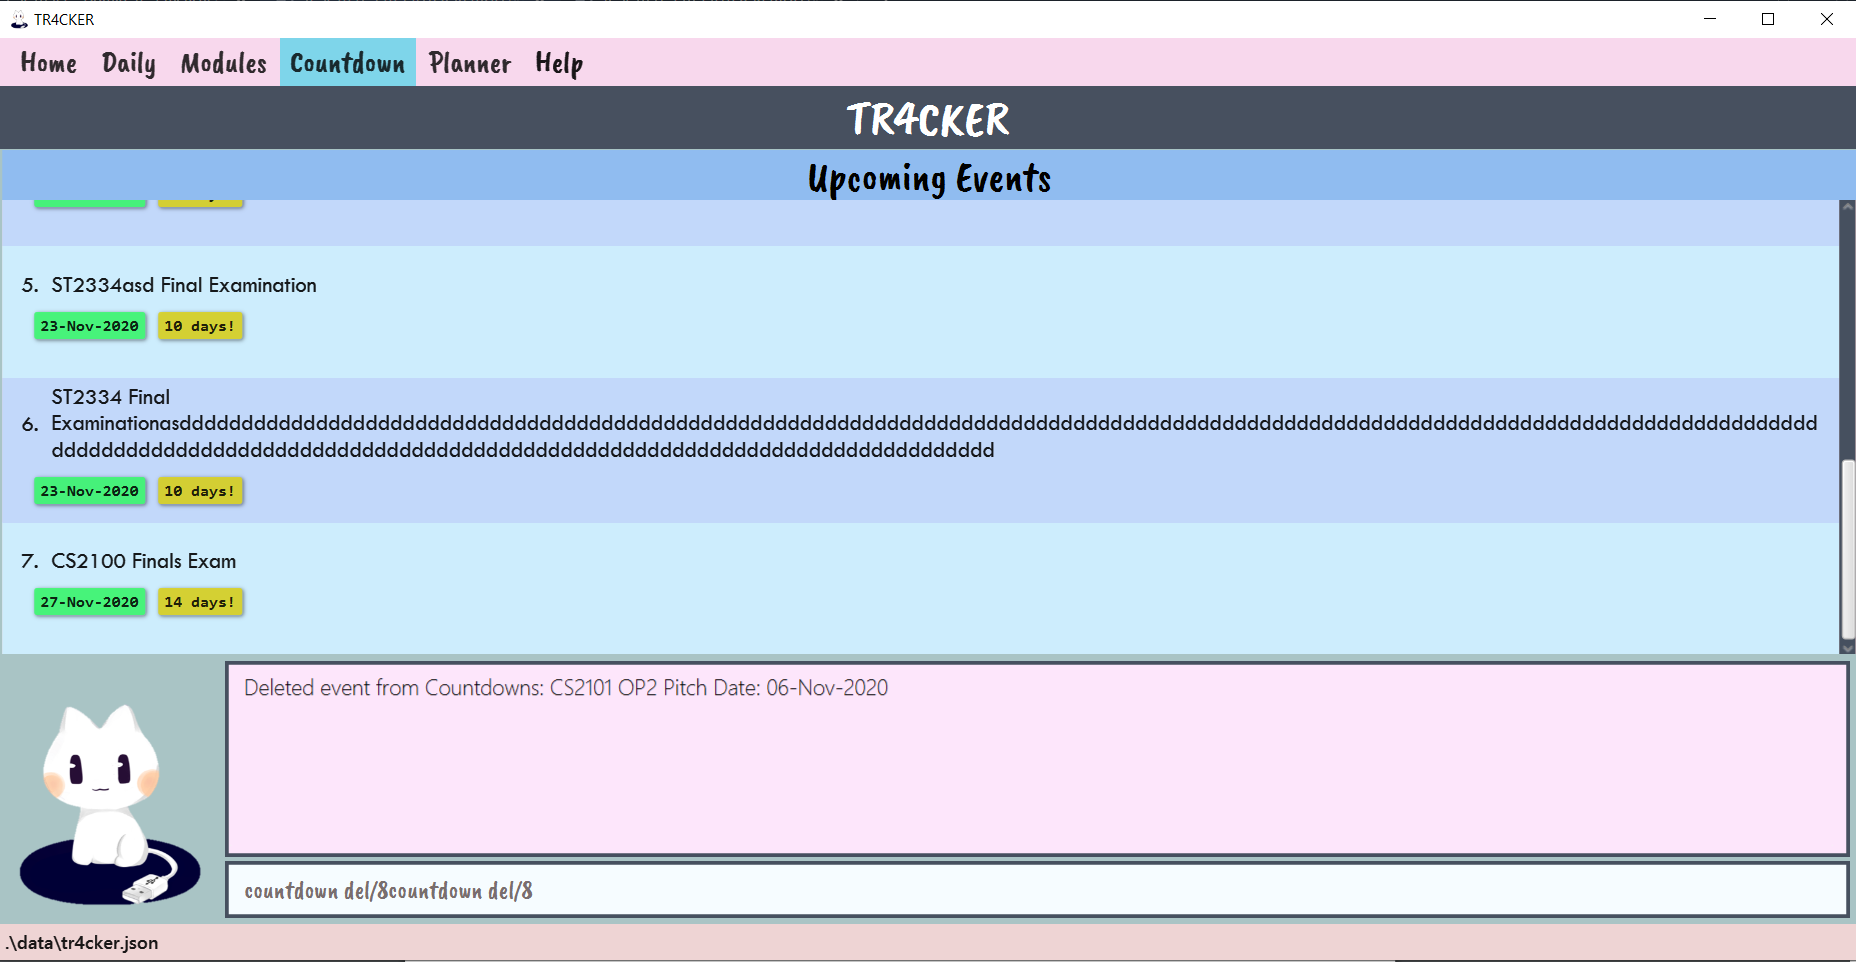 TR4CKER
Home Daily Modules Countdown Planner Help
TR4CKER
Upcoming Events
5. ST2334asd Final Examination
23-Nov-2020 10 days!
ST2334 Final
6.
23-Nov-2020 10 days!
7. CS2100 Finals Exam
27-Nov-2020 14 days!
Deleted event from Countdowns: CS2101 OP2 Pitch Date: 06-Nov-2020
countdown del/8countdown del/8
.\data\tr4cker.json